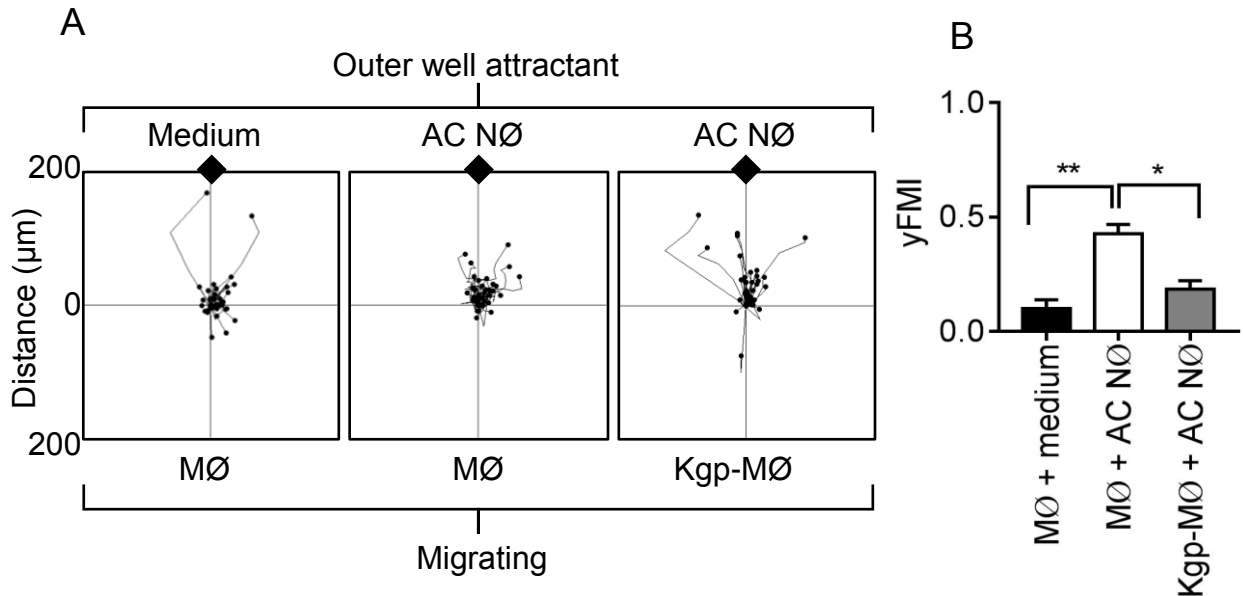 A
Outer well attractant
Medium
AC NØ
AC NØ
200
Distance (µm)
0
200
MØ
MØ
Kgp-MØ
Migrating
B
1.0
**
*
yFMI
0.5
0.0
MØ + medium
MØ + AC NØ
Kgp-MØ + AC NØ